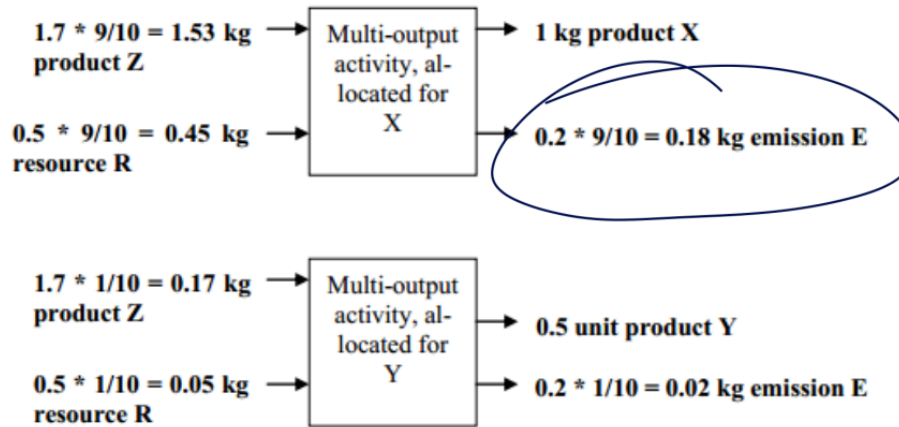 1.7 * 9/10 = 1.53 kg
product Z
0.5 * 9/10 = 0.45 kg
resource R
Multi-output
activity, al-
located for
X
1 kg product X
0.2 * 9/10 = 0.18 kg emission E
1.7 * 1/10 = 0.17 kg
product Z
0.5 * 1/10 = 0.05 kg
resource R
Multi-output
activity, al-
located for
Y
0.5 unit product Y
0.2 * 1/10 = 0.02 kg emission E